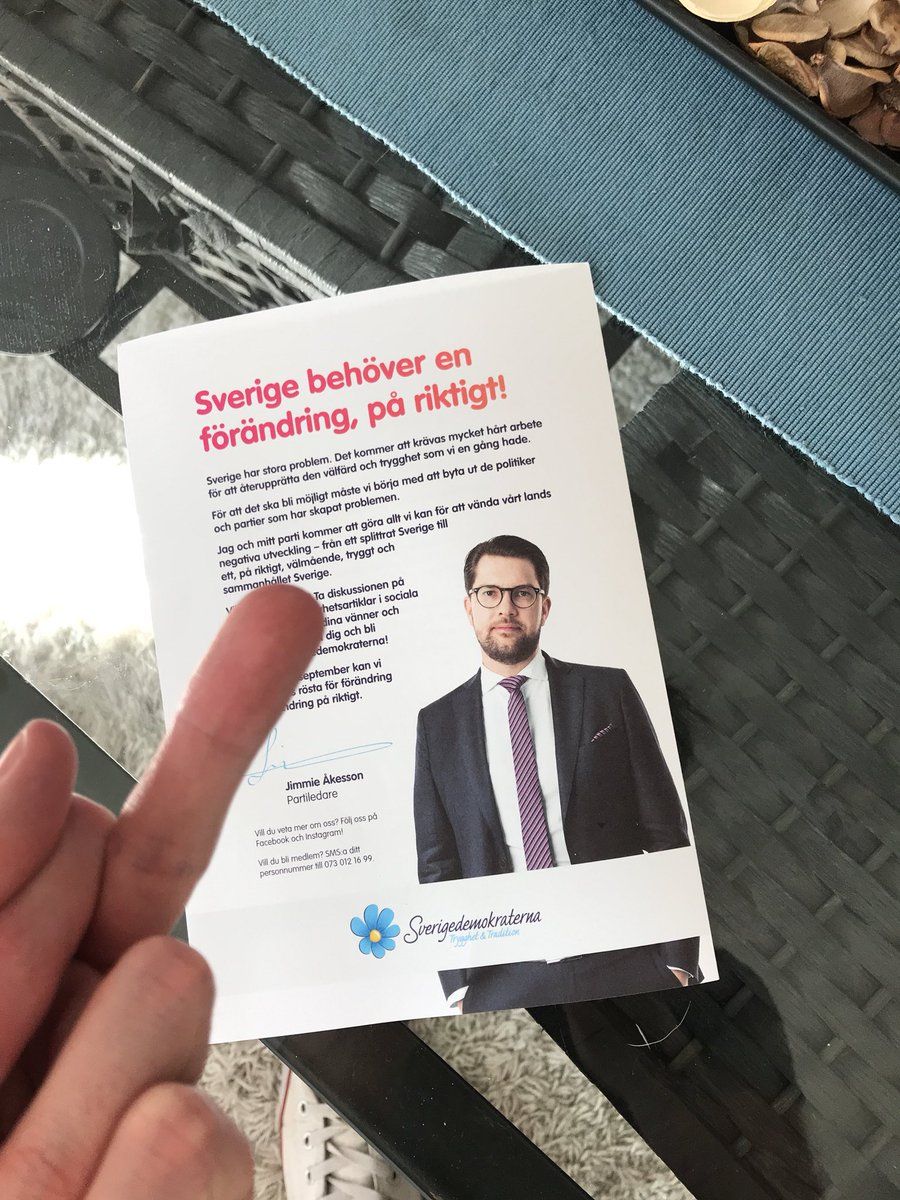 Sverige behöver en
förändring, på riktigt!
Sverige har stora problem. Det kommer att krävas mycket hårt arbete
för att återupprätta den välfärd och trygghet som vi en gång hade.
För att det ska bli möjligt måste vi börja med att byta ut de politiker
och partier som har skapat problemen.
Jag och mitt parti kommer att göra allt vi kan för att vända vårt lands
negativa utveckling – från ett splittrat Sverige till
ett, på riktigt, välmående, tryggt och
sammanhållet Sverige.
Ta diskussionen på
hetsartiklar i sociala
dina vänner och
dig och bli
demokraterna!
september kan vi
rösta för förändring
ndring på riktigt.
Jimmie Åkesson
Partiledare
Vill du veta mer om oss? Följ oss på
Facebook och Instagram!
Vill du bli medlem? SMS:a ditt
personnummer till 073 012 16 99.
Sverigedemokraterna
Trygghet & Tradition